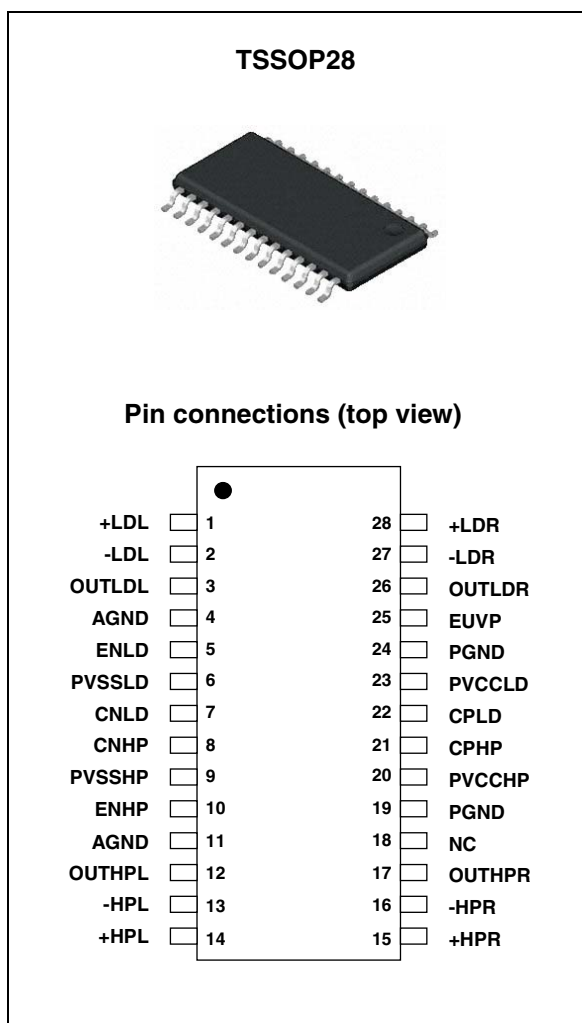 TSSOP28
Pin connections (top view)
+LDL 1 28 +LDR
-LDL 2 27 -LDR
OUTLDL 3 26 OUTLDR
AGND 4 25 EUVP
ENLD 5 24 PGND
PVSSLD 6 23 PVCCLD
CNLD 7 22 CPLD
CNHP 8 21 CPHP
PVSSHP 9 20 PVCCHP
ENHP 10 19 PGND
AGND 11 18 NC
OUTHPL 12 17 OUTHPR
-HPL 13 16 -HPR
+HPL 14 15 +HPR